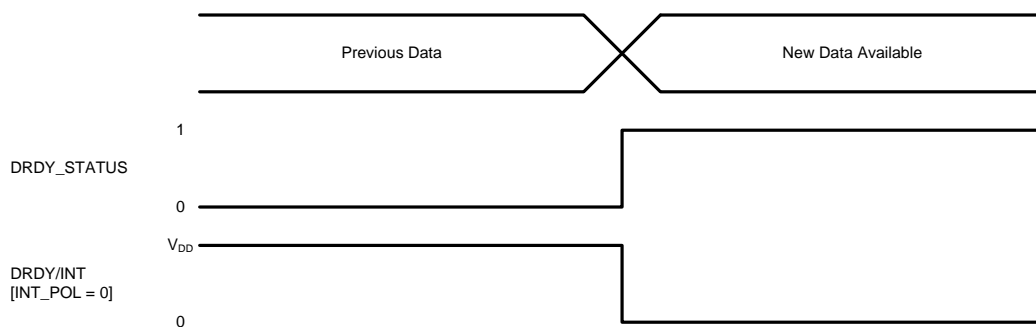 Previous Data
New Data Available
1
DRDY_STATUS
0
VDD
DRDY/INT
[INT_POL = 0]
0